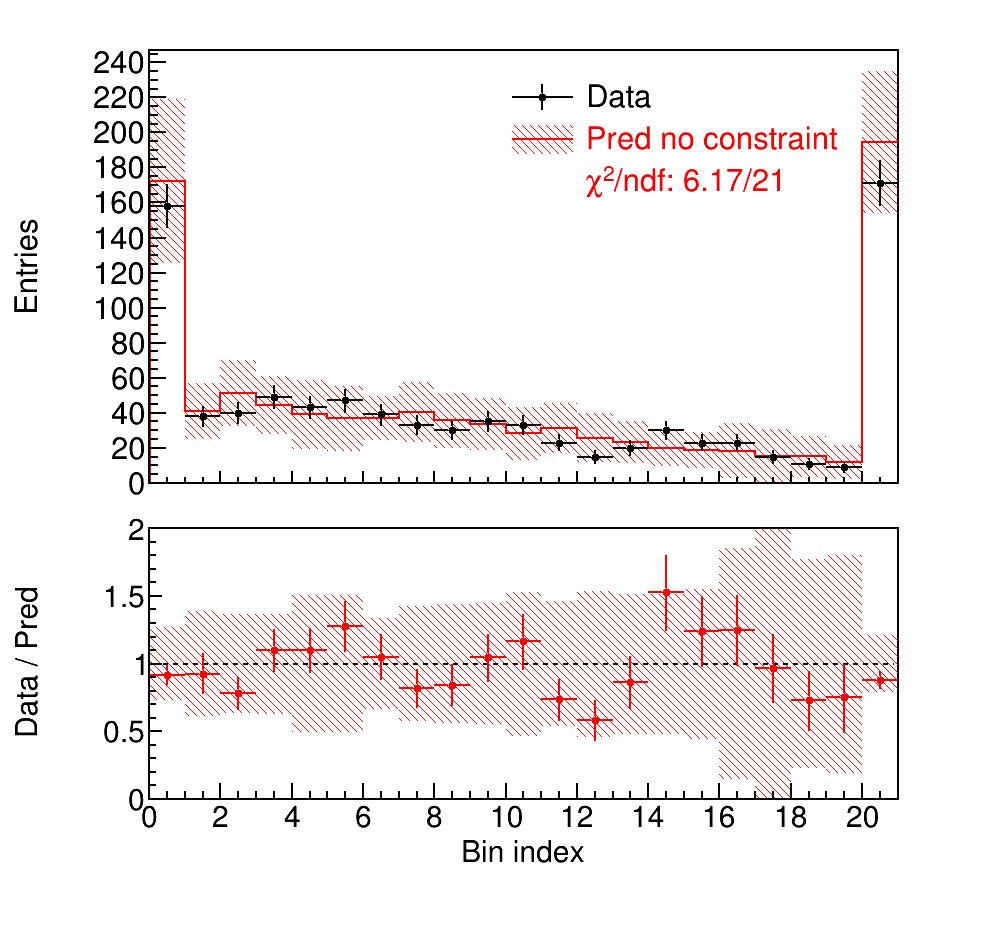 240
220
200
180
160
140
120
100
80
60
40
20
0
Entries
Data
Pred no constraint
χ²/ndf: 6.17/21
2
1.5
1
0.5
0
Data / Pred
0 2 4 6 8 10 12 14 16 18 20
Bin index